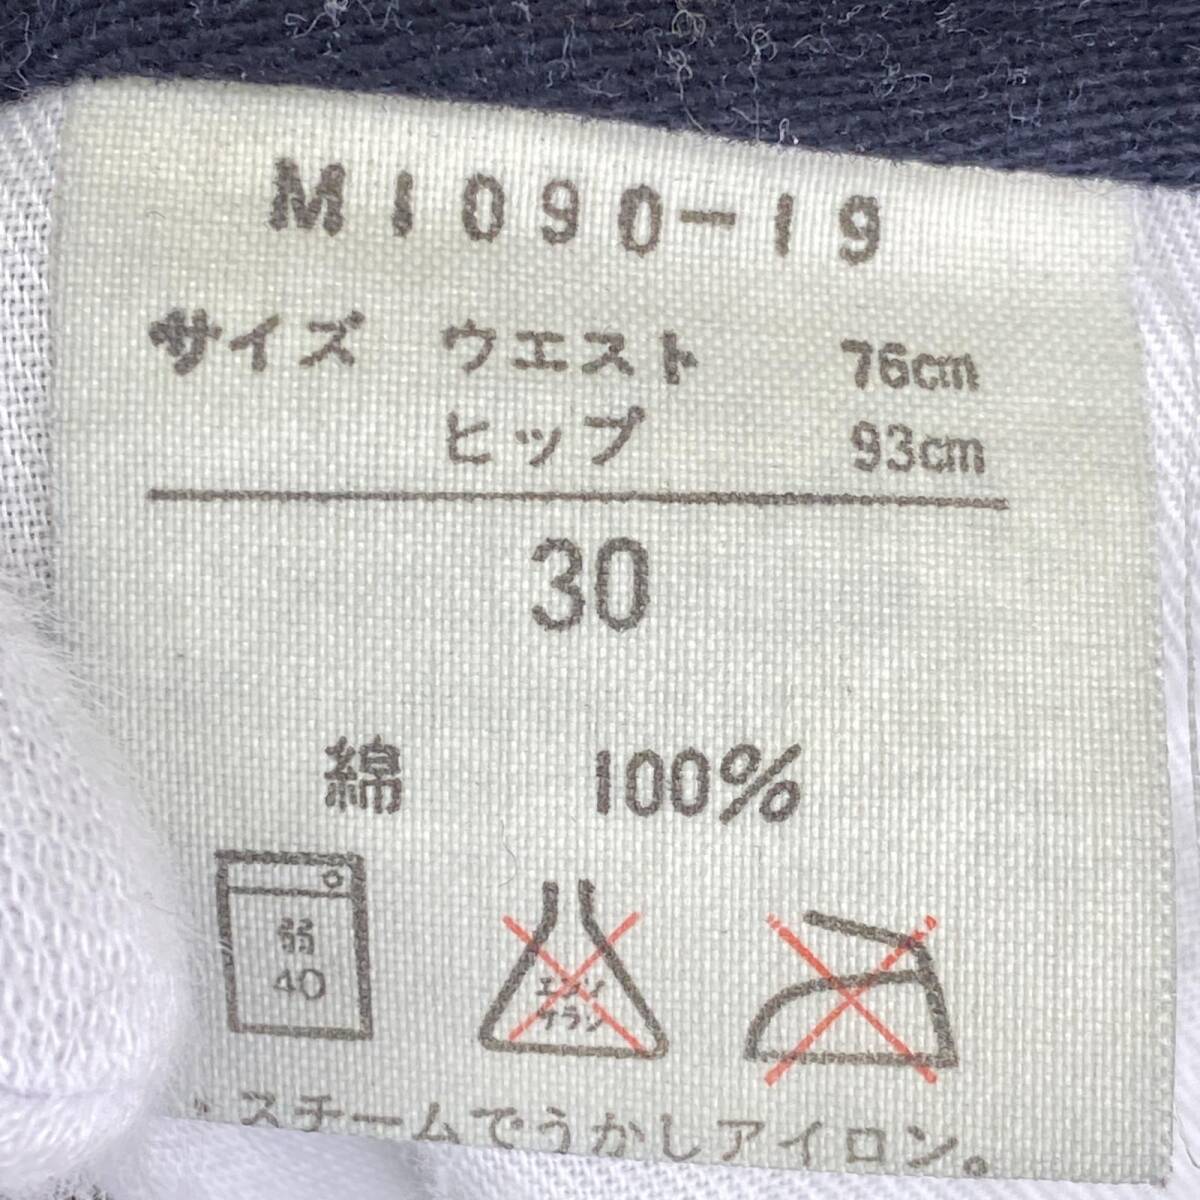 M1090-19
サイズ ウエスト 76cm
ヒップ 93cm
30
綿 100%
弱
40
エンソ
サラシ
スチームでうかしアイロン。